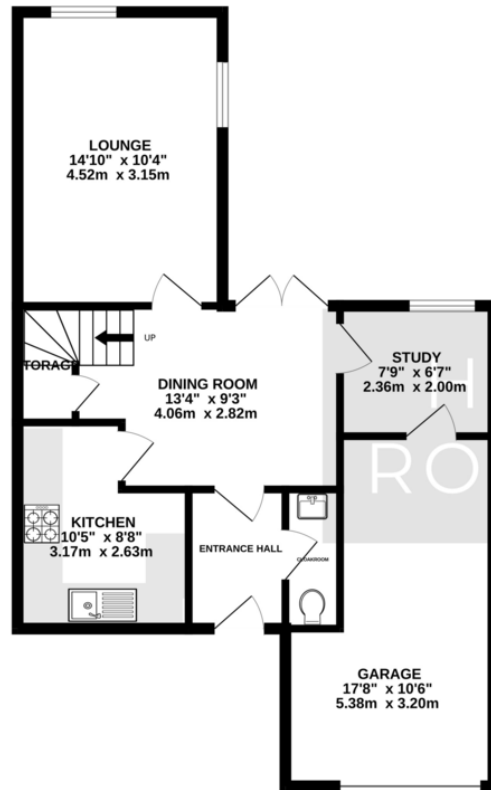 LOUNGE
14'10" x 10'4"
4.52m x 3.15m
UP
TORAGE
STUDY
7'9" x 6'7"
2.36m x 2.00m
DINING ROOM
13'4" x 9'3"
4.06m x 2.82m
H
RO
KITCHEN
10'5" x 8'8"
3.17m x 2.63m
ENTRANCE HALL
CLOAKROOM
GARAGE
17'8" x 10'6"
5.38m x 3.20m